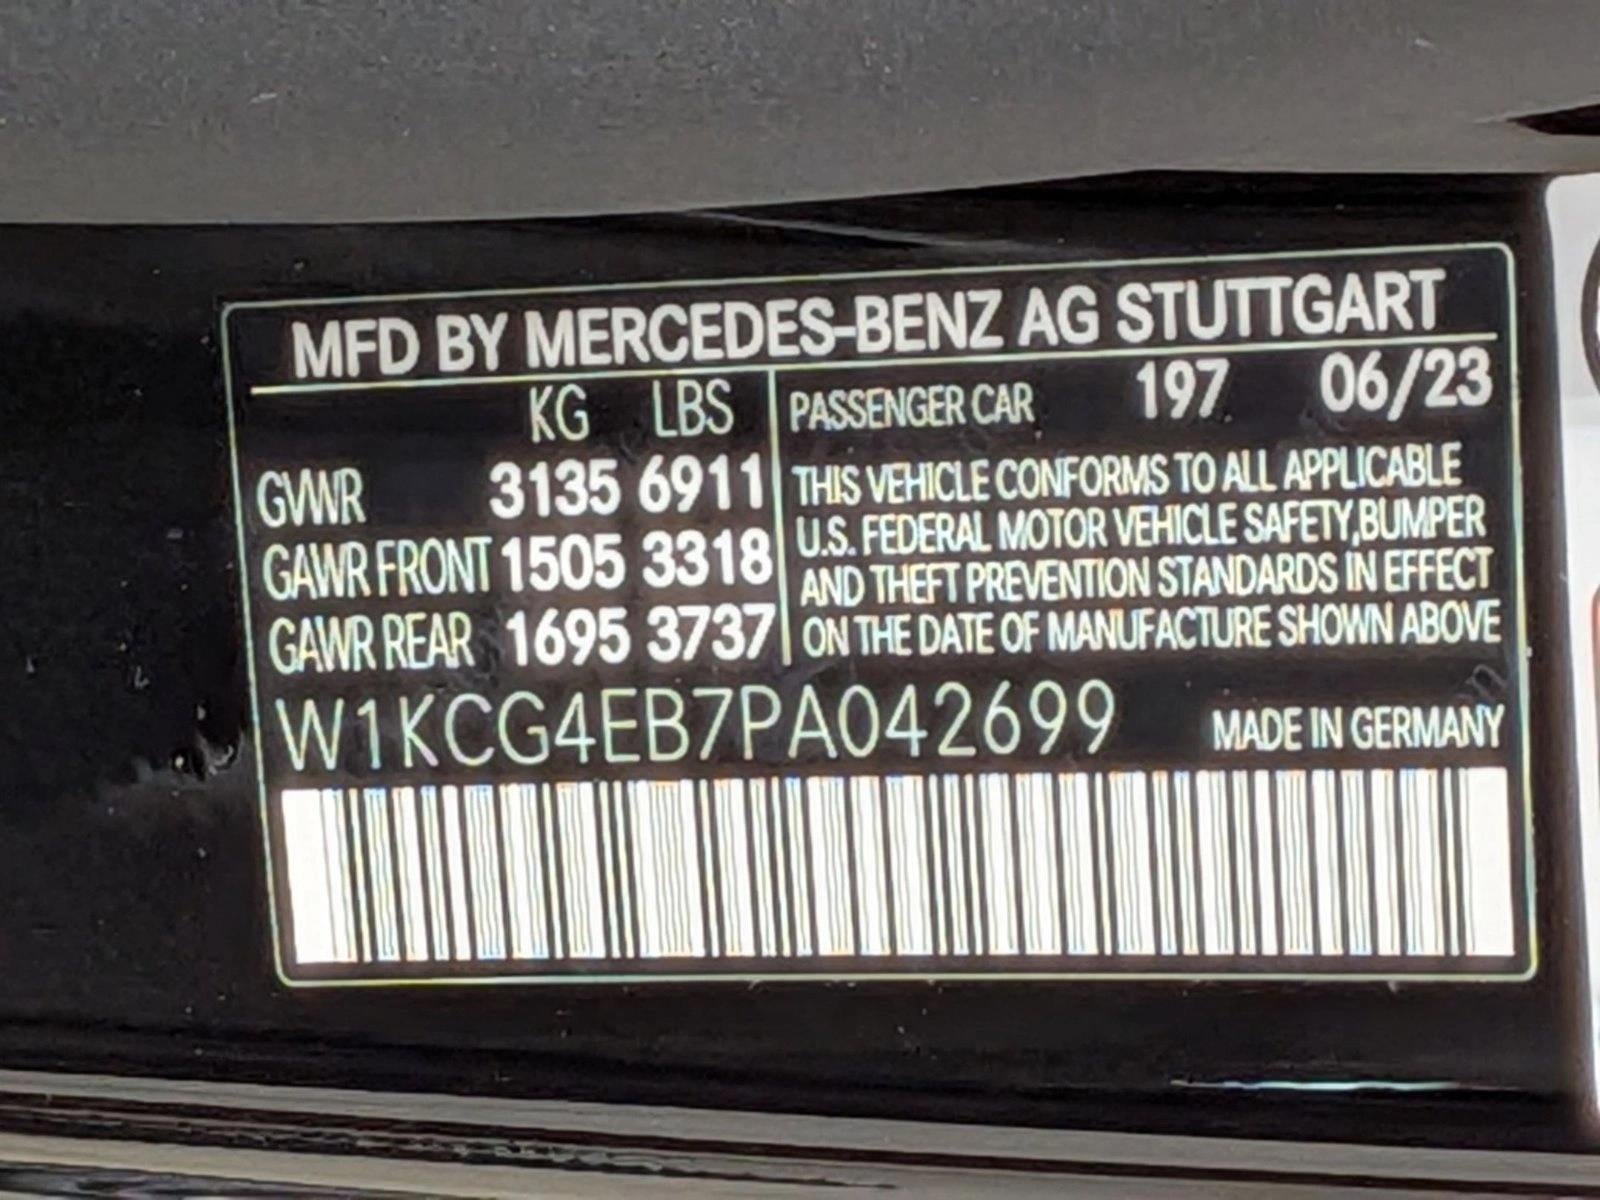 MFD BY MERCEDES-BENZ AG STUTTGART
KG LBS
GVWR 3135 6911
GAWR FRONT 1505 3318
GAWR REAR 1695 3737
PASSENGER CAR 197 06/23
THIS VEHICLE CONFORMS TO ALL APPLICABLE
U.S. FEDERAL MOTOR VEHICLE SAFETY,BUMPER
AND THEFT PREVENTION STANDARDS IN EFFECT
ON THE DATE OF MANUFACTURE SHOWN ABOVE
W1KCG4EB7PA042699
MADE IN GERMANY